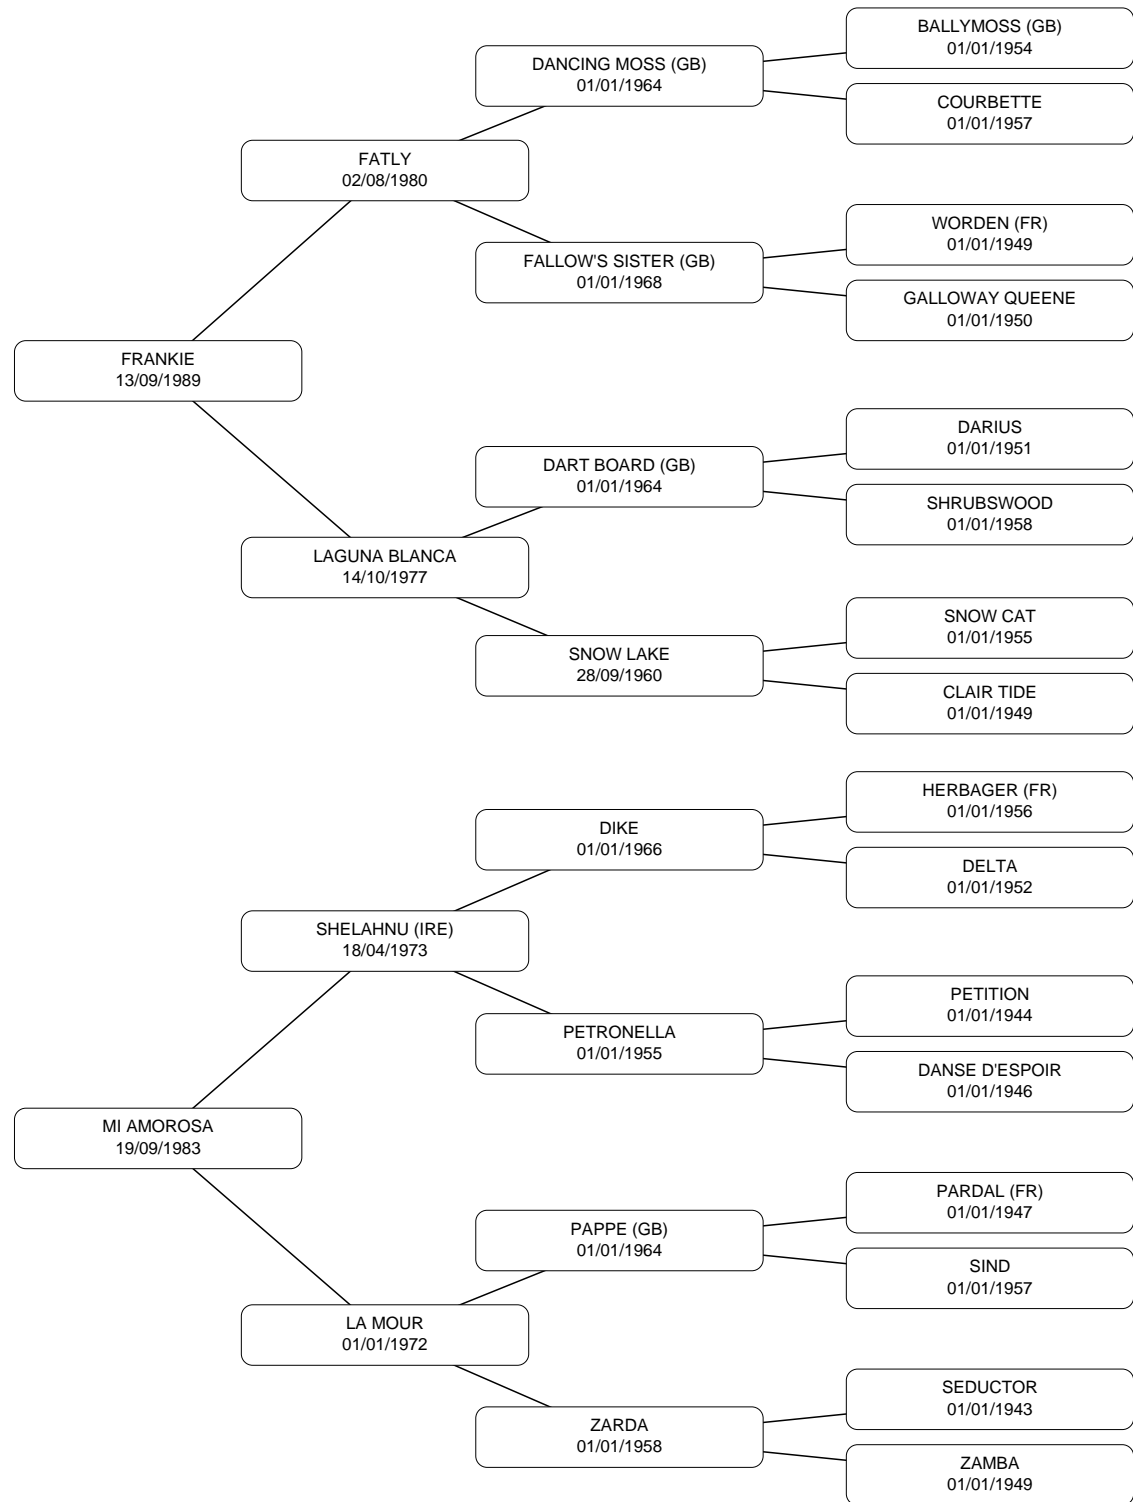 BALLYMOSS (GB)
01/01/1954
DANCING MOSS (GB)
01/01/1964
COURBETTE
01/01/1957
FATLY
02/08/1980
WORDEN (FR)
01/01/1949
FALLOW'S SISTER (GB)
01/01/1968
GALLOWAY QUEENE
01/01/1950
FRANKIE
13/09/1989
DARIUS
01/01/1951
DART BOARD (GB)
01/01/1964
SHRUBSWOOD
01/01/1958
LAGUNA BLANCA
14/10/1977
SNOW CAT
01/01/1955
SNOW LAKE
28/09/1960
CLAIR TIDE
01/01/1949
HERBAGER (FR)
01/01/1956
DIKE
01/01/1966
DELTA
01/01/1952
SHELAHNU (IRE)
18/04/1973
PETITION
01/01/1944
PETRONELLA
01/01/1955
DANSE D'ESPOIR
01/01/1946
MI AMOROSA
19/09/1983
PARDAL (FR)
01/01/1947
PAPPE (GB)
01/01/1964
SIND
01/01/1957
LA MOUR
01/01/1972
SEDUCTOR
01/01/1943
ZARDA
01/01/1958
ZAMBA
01/01/1949